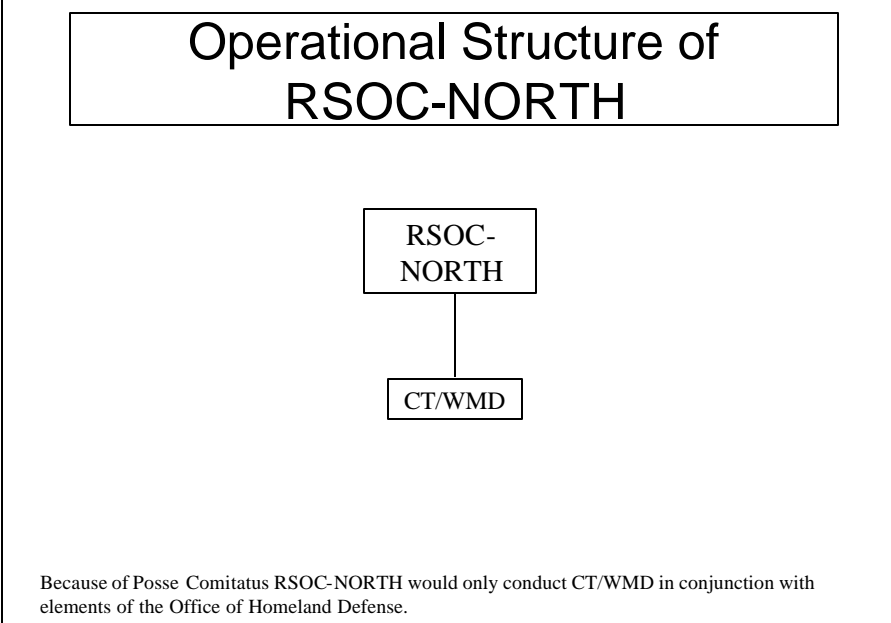 Operational Structure of
RSOC-NORTH
RSOC-
NORTH
CT/WMD
Because of Posse Comitatus RSOC-NORTH would only conduct CT/WMD in conjunction with
elements of the Office of Homeland Defense.